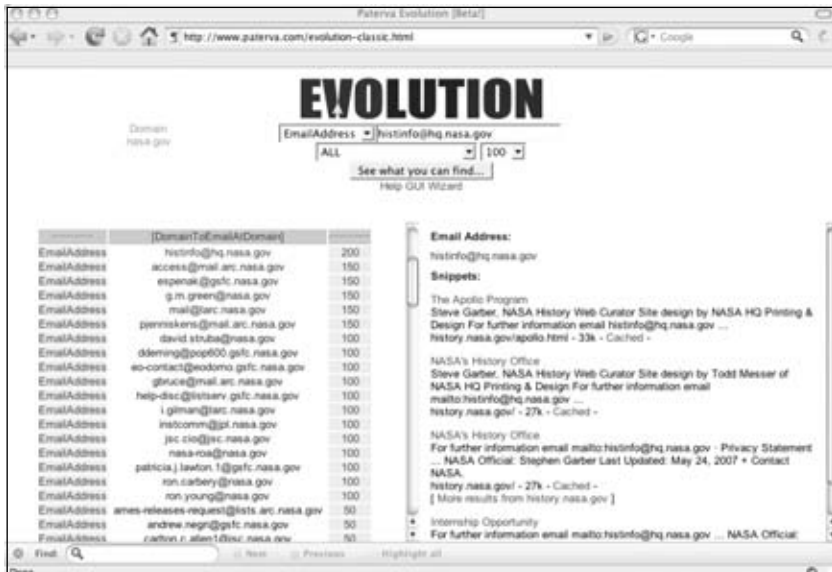 Paterva Evolution [Beta!]
http://www.paterva.com/evolution-classic.html
Google
EVOLUTION
Domain
nasa.gov
EmailAddress histinfo@hq.nasa.gov
ALL 100
See what you can find...
Help GUI Wizard
[DomainToEmailAtDomain]
EmailAddress histinfo@hq.nasa.gov 200
EmailAddress access@mail.arc.nasa.gov 150
EmailAddress espenak@gsfc.nasa.gov 150
EmailAddress g.m.green@nasa.gov 150
EmailAddress mail@larc.nasa.gov 150
EmailAddress pjenniskens@mail.arc.nasa.gov 150
EmailAddress david.struba@nasa.gov 100
EmailAddress ddeming@pop600.gsfc.nasa.gov 100
EmailAddress eo-contact@eodomo.gsfc.nasa.gov 100
EmailAddress gbruce@mail.arc.nasa.gov 100
EmailAddress help-disc@listserv.gsfc.nasa.gov 100
EmailAddress i.gilman@larc.nasa.gov 100
EmailAddress instcomm@jpl.nasa.gov 100
EmailAddress jsc.cio@jsc.nasa.gov 100
EmailAddress nasa-roa@nasa.gov 100
EmailAddress patricia.j.lawton.1@gsfc.nasa.gov 100
EmailAddress ron.carbery@nasa.gov 100
EmailAddress ron.young@nasa.gov 100
EmailAddress ames-releases-request@lists.arc.nasa.gov 50
EmailAddress andrew.negri@gsfc.nasa.gov 50
EmailAddress carlton.c.allen1@jsc.nasa.gov 50
Email Address:
histinfo@hq.nasa.gov
Snippets:
The Apollo Program
Steve Garber, NASA History Web Curator Site design by NASA HQ Printing &
Design For further information email histinfo@hq.nasa.gov ...
history.nasa.gov/apollo.html - 33k - Cached -
NASA's History Office
Steve Garber, NASA History Web Curator Site design by Todd Messer of
NASA HQ Printing & Design For further information email
mailto:histinfo@hq.nasa.gov ...
history.nasa.gov/ - 27k - Cached -
NASA's History Office
For further information email mailto:histinfo@hq.nasa.gov · Privacy Statement
... NASA Official: Stephen Garber Last Updated: May 24, 2007 + Contact
NASA.
history.nasa.gov/ - 27k - Cached -
[ More results from history.nasa.gov ]
Internship Opportunity
For further information email mailto:histinfo@hq.nasa.gov ... NASA Official:
Find: Next Previous Highlight all
Done